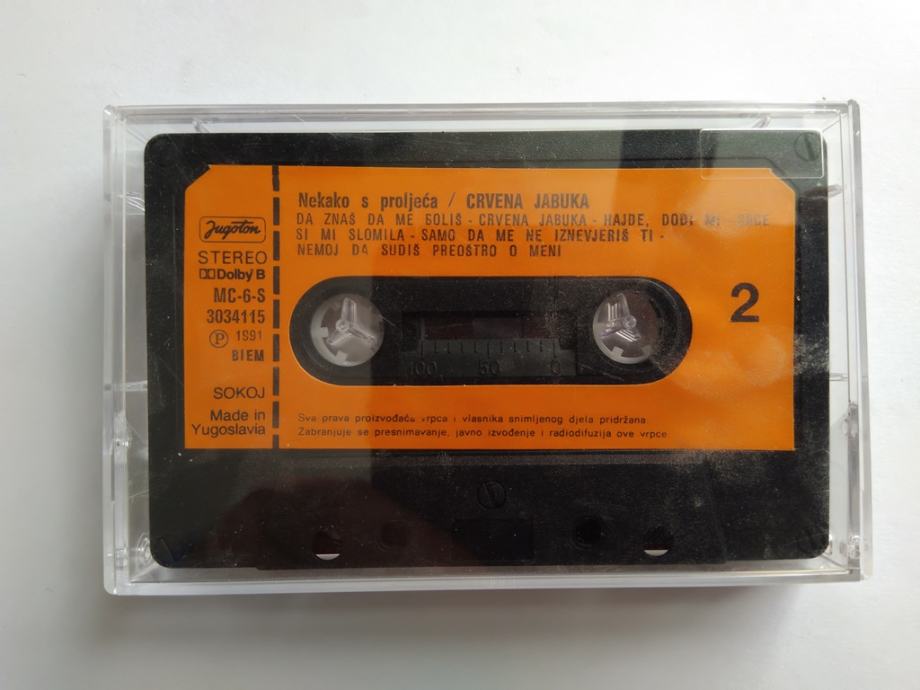 Nekako s proljeća / CRVENA JABUKA
DA ZNAŠ DA ME BOLIŠ - CRVENA JABUKA - HAJDE, DOĐI MI - SRCE
SI MI SLOMILA - SAMO DA ME NE IZNEVJERIŠ TI -
NEMOJ DA SUDIŠ PREOŠTRO O MENI
Jugoton
STEREO
Dolby B
MC-6-S
3034115
Ⓟ 1991
BIEM
SOKOJ
Made in
Yugoslavia
2
100 50 0
Sva prava proizvođača vrpca i vlasnika snimljenog djela pridržana
Zabranjuje se presnimavanje, javno izvođenje i radiodifuzija ove vrpce